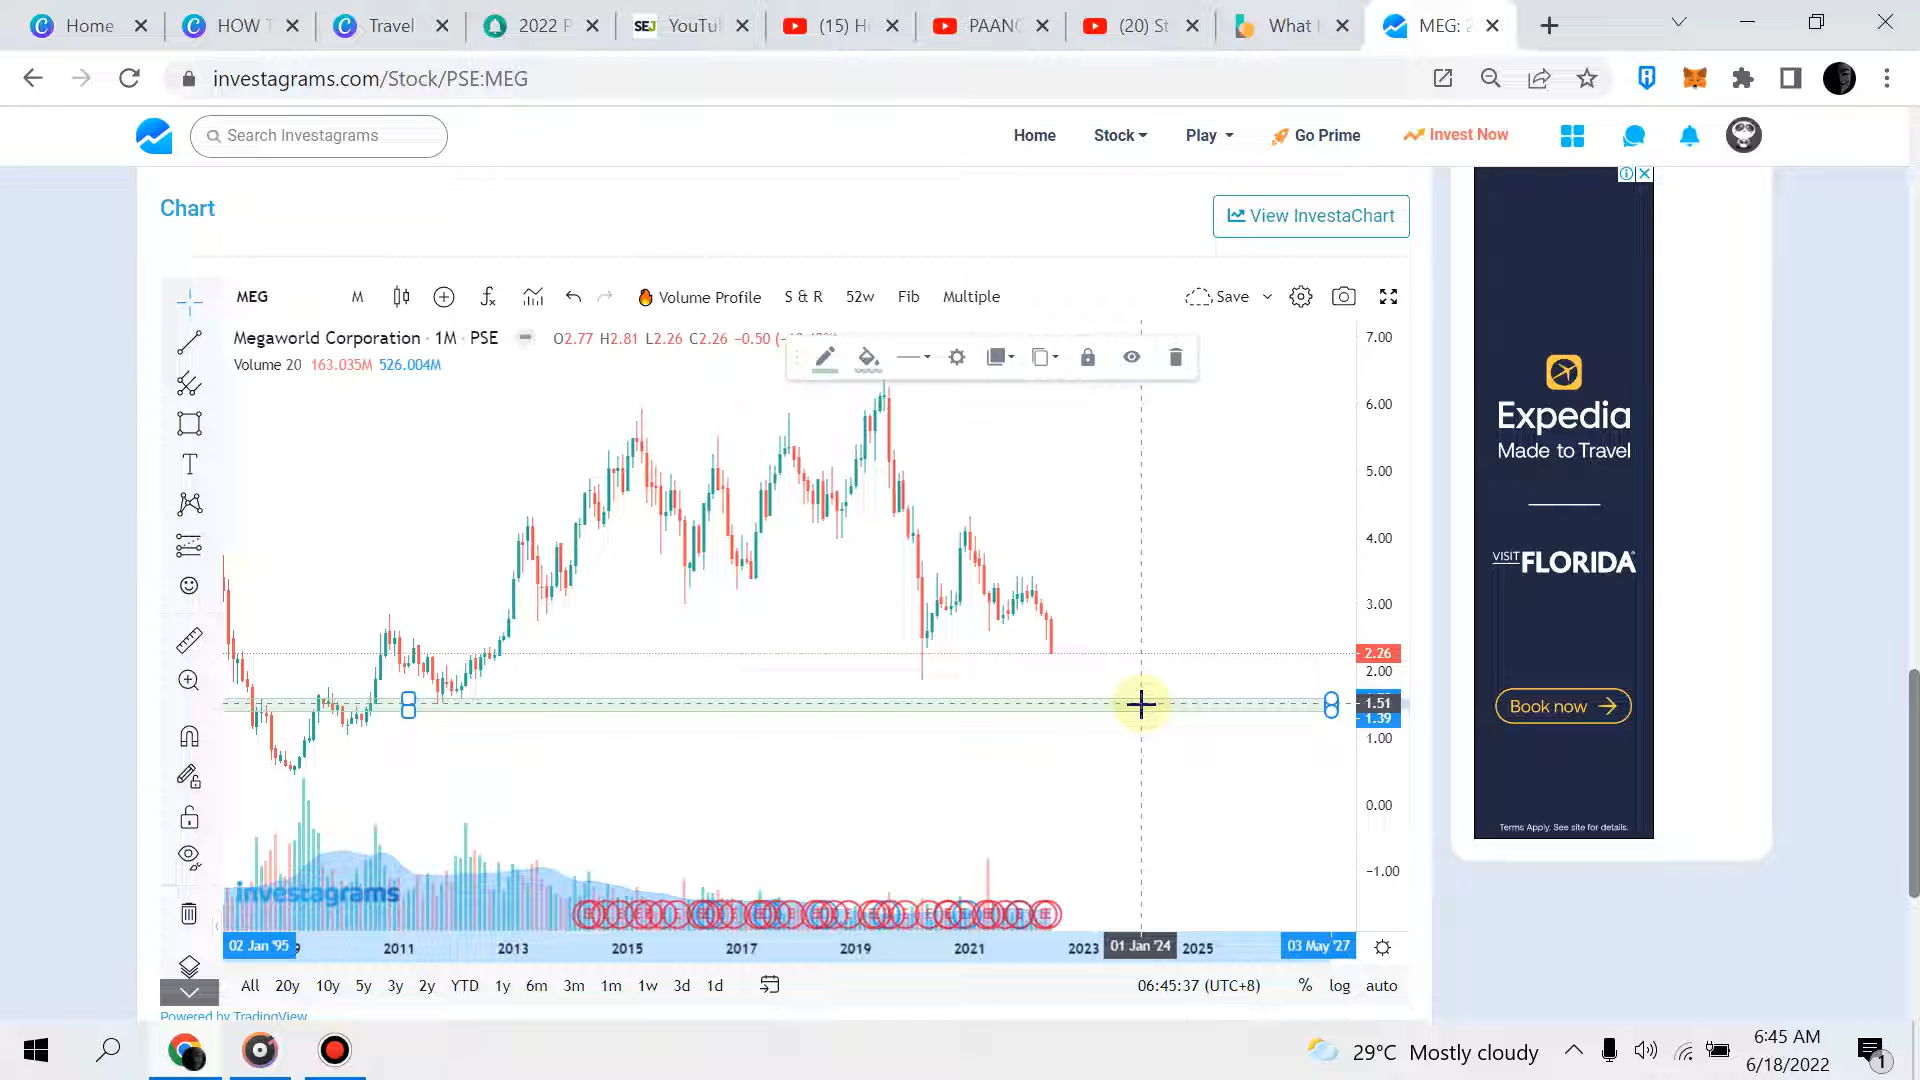 Home
HOW T
Travel
2022 P
SEJ YouTu
(15) H
PAANO
(20) St
What I
MEG: 2
investagrams.com/Stock/PSE:MEG
Search Investagrams
Home
Stock
Play
Go Prime
Invest Now
Chart
View InvestaChart
MEG
M
Volume Profile
S & R
52w
Fib
Multiple
Save
Megaworld Corporation · 1M · PSE
O2.77 H2.81 L2.26 C2.26 −0.50
Volume 20 163.035M 526.004M
7.00
6.00
5.00
4.00
3.00
2.26
2.00
1.51
1.39
1.00
0.00
−1.00
investagrams
02 Jan '95
2011
2013
2015
2017
2019
2021
2023
01 Jan '24
2025
03 May '27
All
20y
10y
5y
3y
2y
YTD
1y
6m
3m
1m
1w
3d
1d
06:45:37 (UTC+8)
%
log
auto
Powered by TradingView
Expedia
Made to Travel
VISIT FLORIDA
Book now
Terms Apply. See site for details.
29°C Mostly cloudy
6:45 AM
6/18/2022
1